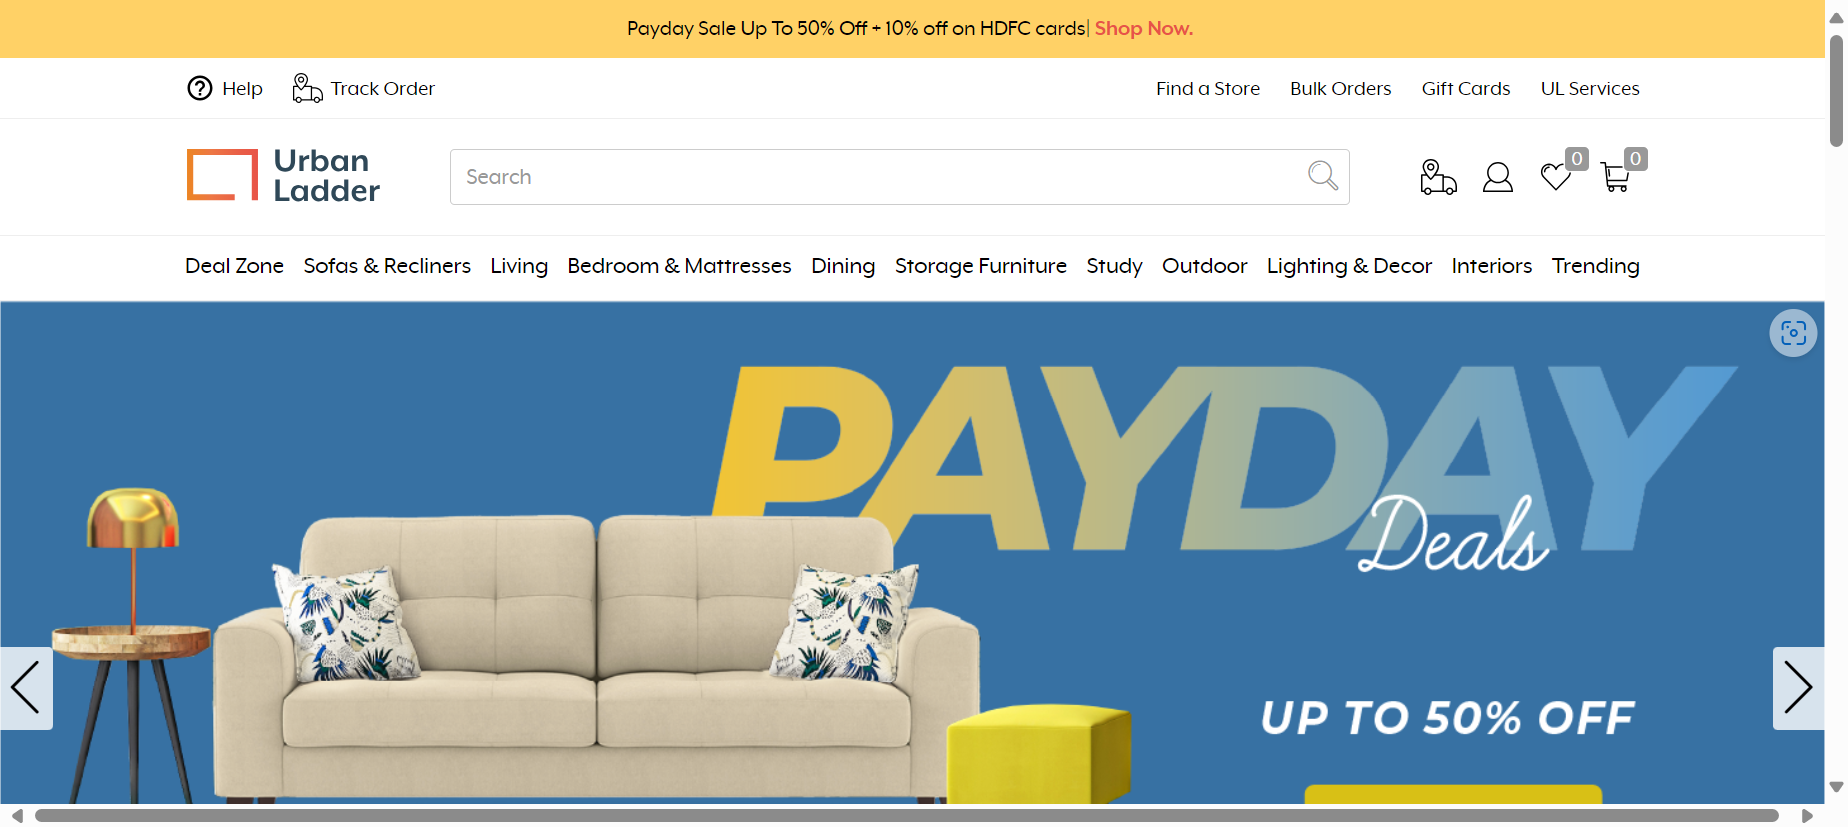 Payday Sale Up To 50% Off + 10% off on HDFC cards| Shop Now.
Help Track Order Find a Store Bulk Orders Gift Cards UL Services
Urban
Ladder
Search
0 0
Deal Zone Sofas & Recliners Living Bedroom & Mattresses Dining Storage Furniture Study Outdoor Lighting & Decor Interiors Trending
PAYDAY
Deals
UP TO 50% OFF